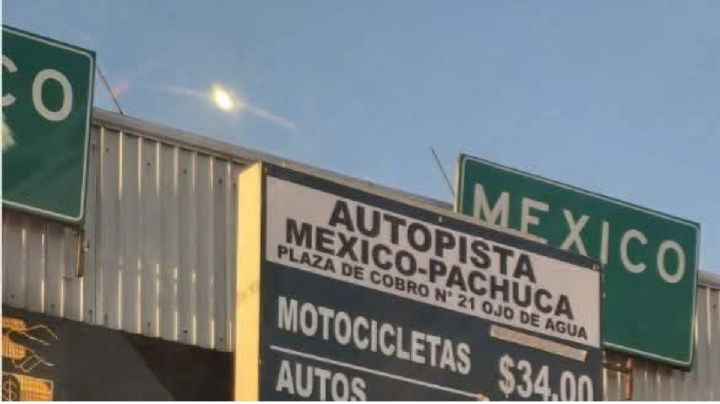 CO
MEXICO
AUTOPISTA
MEXICO-PACHUCA
PLAZA DE COBRO N° 21 OJO DE AGUA
MOTOCICLETAS $34.00
AUTOS